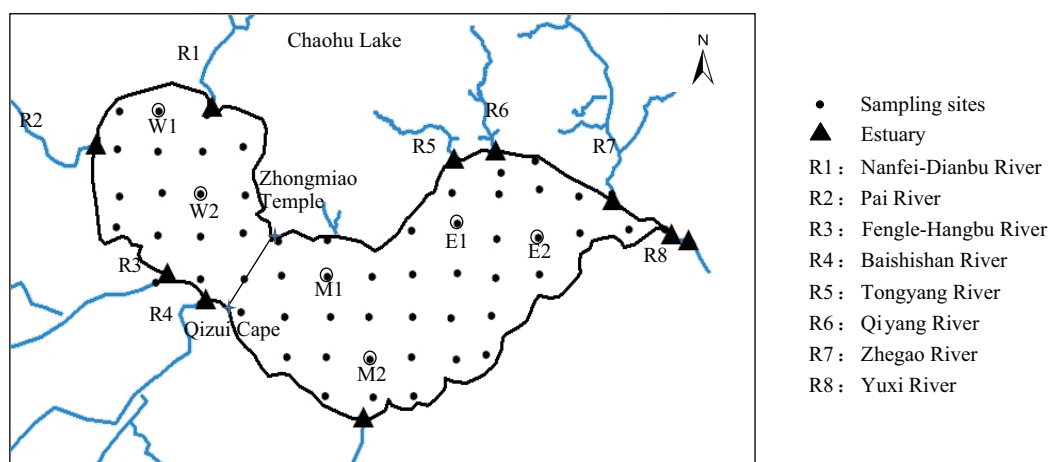 Chaohu Lake
N
R1
R2
R6
R5
R7
W1
Zhongmiao
Temple
W2
E1
E2
R8
R3
M1
R4
Qizui Cape
M2
Sampling sites
Estuary
R1： Nanfei-Dianbu River
R2： Pai River
R3： Fengle-Hangbu River
R4： Baishishan River
R5： Tongyang River
R6： Qiyang River
R7： Zhegao River
R8： Yuxi River